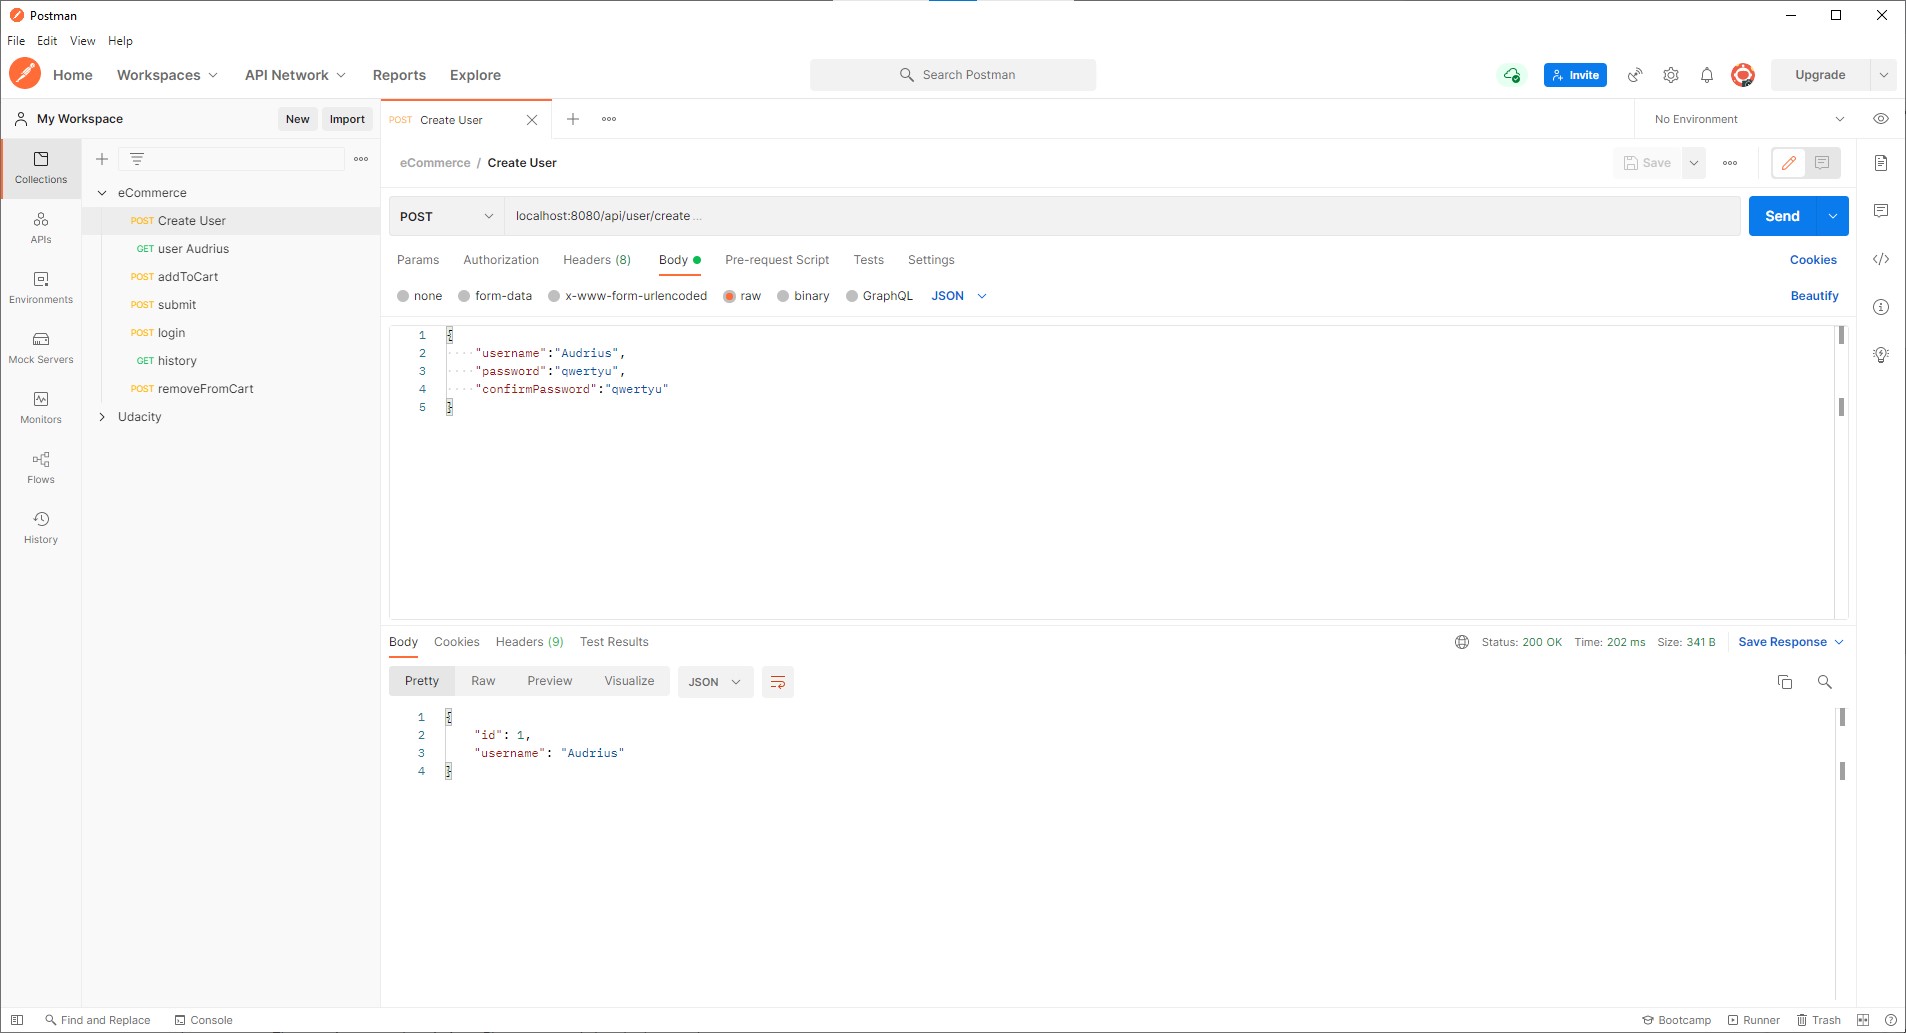 Postman
File Edit View Help
Home Workspaces API Network Reports Explore Search Postman Invite Upgrade
My Workspace New Import POST Create User No Environment
eCommerce / Create User Save
Collections
APIs
Environments
Mock Servers
Monitors
Flows
History
eCommerce
POST Create User
GET user Audrius
POST addToCart
POST submit
POST login
GET history
POST removeFromCart
Udacity
POST localhost:8080/api/user/create... Send
Params Authorization Headers (8) Body Pre-request Script Tests Settings Cookies
none form-data x-www-form-urlencoded raw binary GraphQL JSON Beautify
1 {
2 ····"username":"Audrius",
3 ····"password":"qwertyu",
4 ····"confirmPassword":"qwertyu"
5 }
Body Cookies Headers (9) Test Results Status: 200 OK Time: 202 ms Size: 341 B Save Response
Pretty Raw Preview Visualize JSON
1 {
2 "id": 1,
3 "username": "Audrius"
4 }
Find and Replace Console Bootcamp Runner Trash